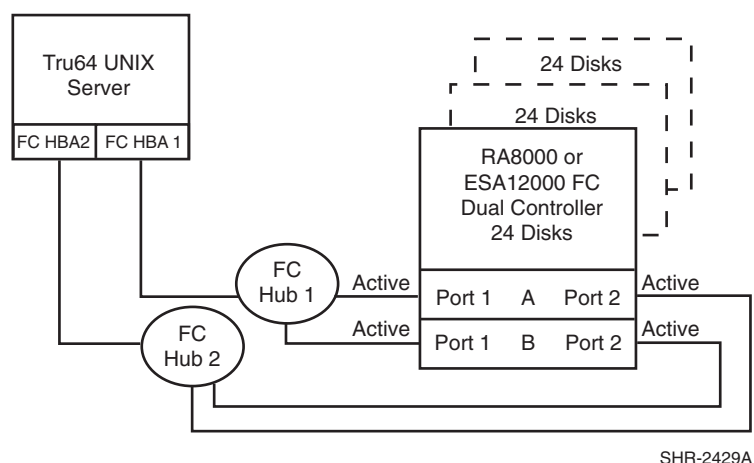 Tru64 UNIX
Server
FC HBA2
FC HBA 1
24 Disks
24 Disks
RA8000 or
ESA12000 FC
Dual Controller
24 Disks
FC
Hub 1
Active
Port 1 A Port 2
Active
FC
Hub 2
Active
Port 1 B Port 2
Active
SHR-2429A